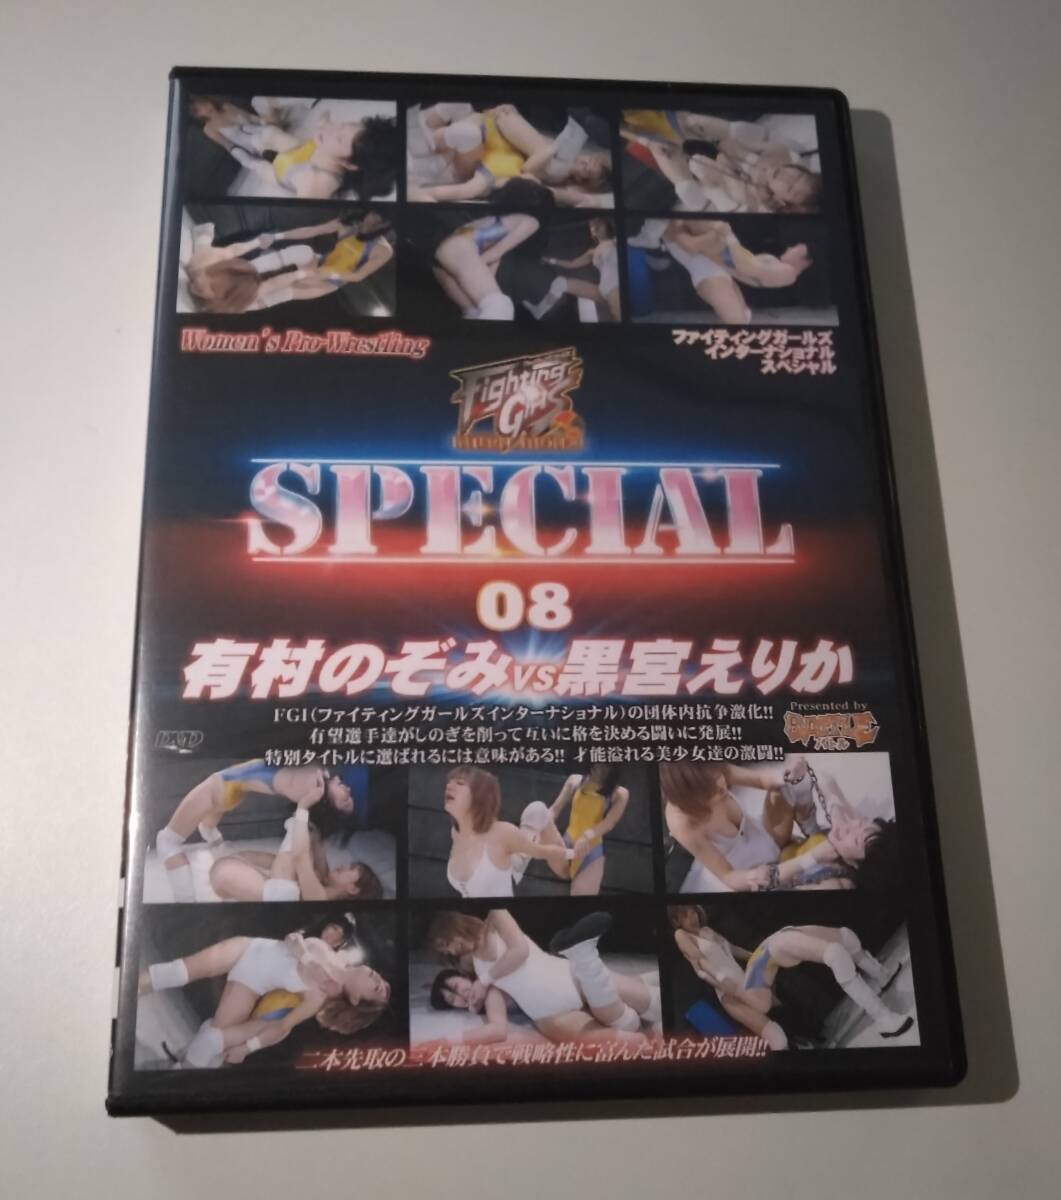 Women's Pro-Wrestling
ファイティングガールズ
インターナショナル
スペシャル
Fighting
Girls
SPECIAL
08
有村のぞみvs黒宮えりか
FGI(ファイティングガールズインターナショナル)の団体内抗争激化!!
有望選手達がしのぎを削って互いに格を決める闘いに発展!!
特別タイトルに選ばれるには意味がある!! 才能溢れる美少女達の激闘!!
Presented by
バトル
DVD
二本先取の三本勝負で戦略性に富んだ試合が展開!!